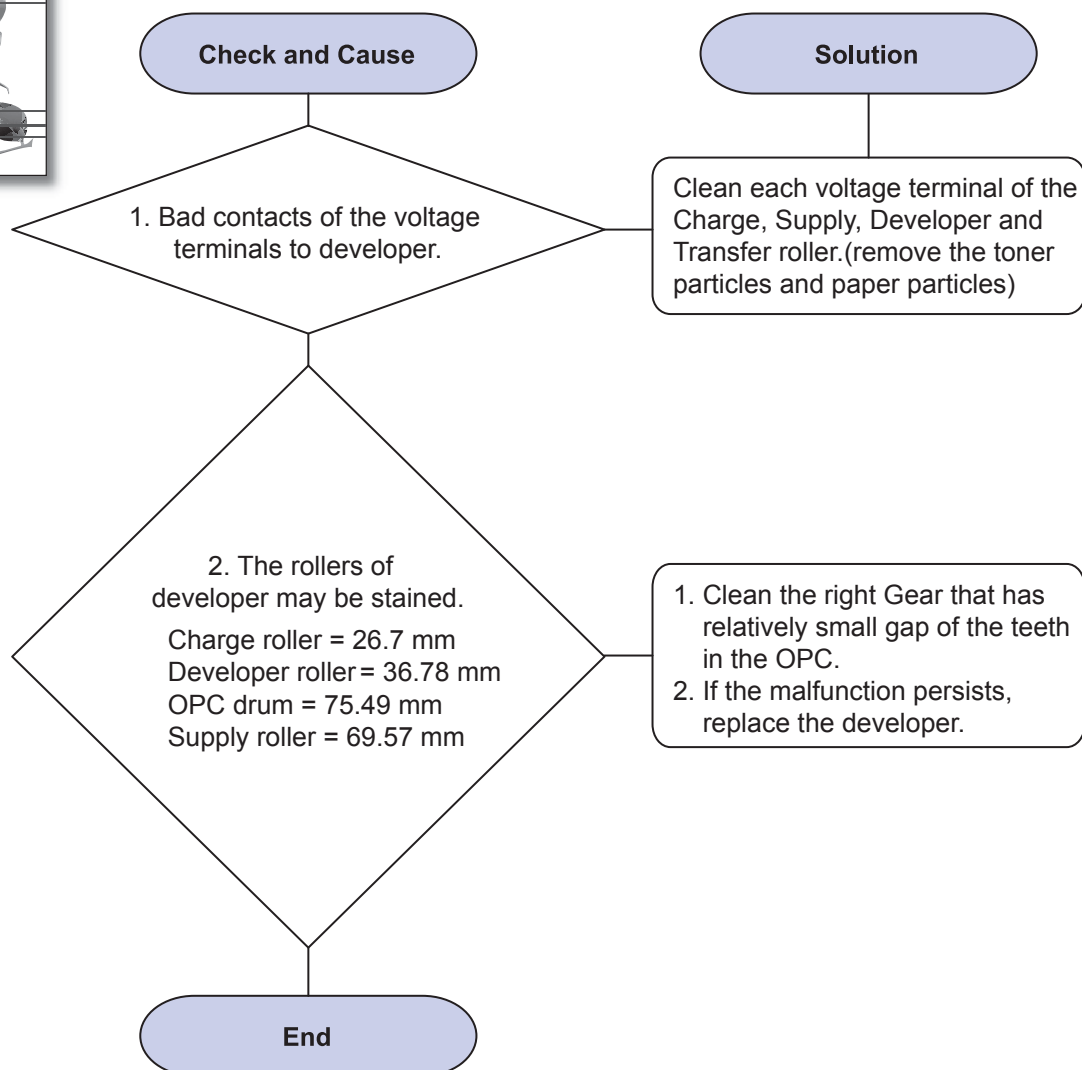 Check and Cause
Solution
1. Bad contacts of the voltage
terminals to developer.
Clean each voltage terminal of the
Charge, Supply, Developer and
Transfer roller.(remove the toner
particles and paper particles)
2. The rollers of
developer may be stained.
Charge roller = 26.7 mm
Developer roller = 36.78 mm
OPC drum = 75.49 mm
Supply roller = 69.57 mm
1. Clean the right Gear that has
relatively small gap of the teeth
in the OPC.
2. If the malfunction persists,
replace the developer.
End